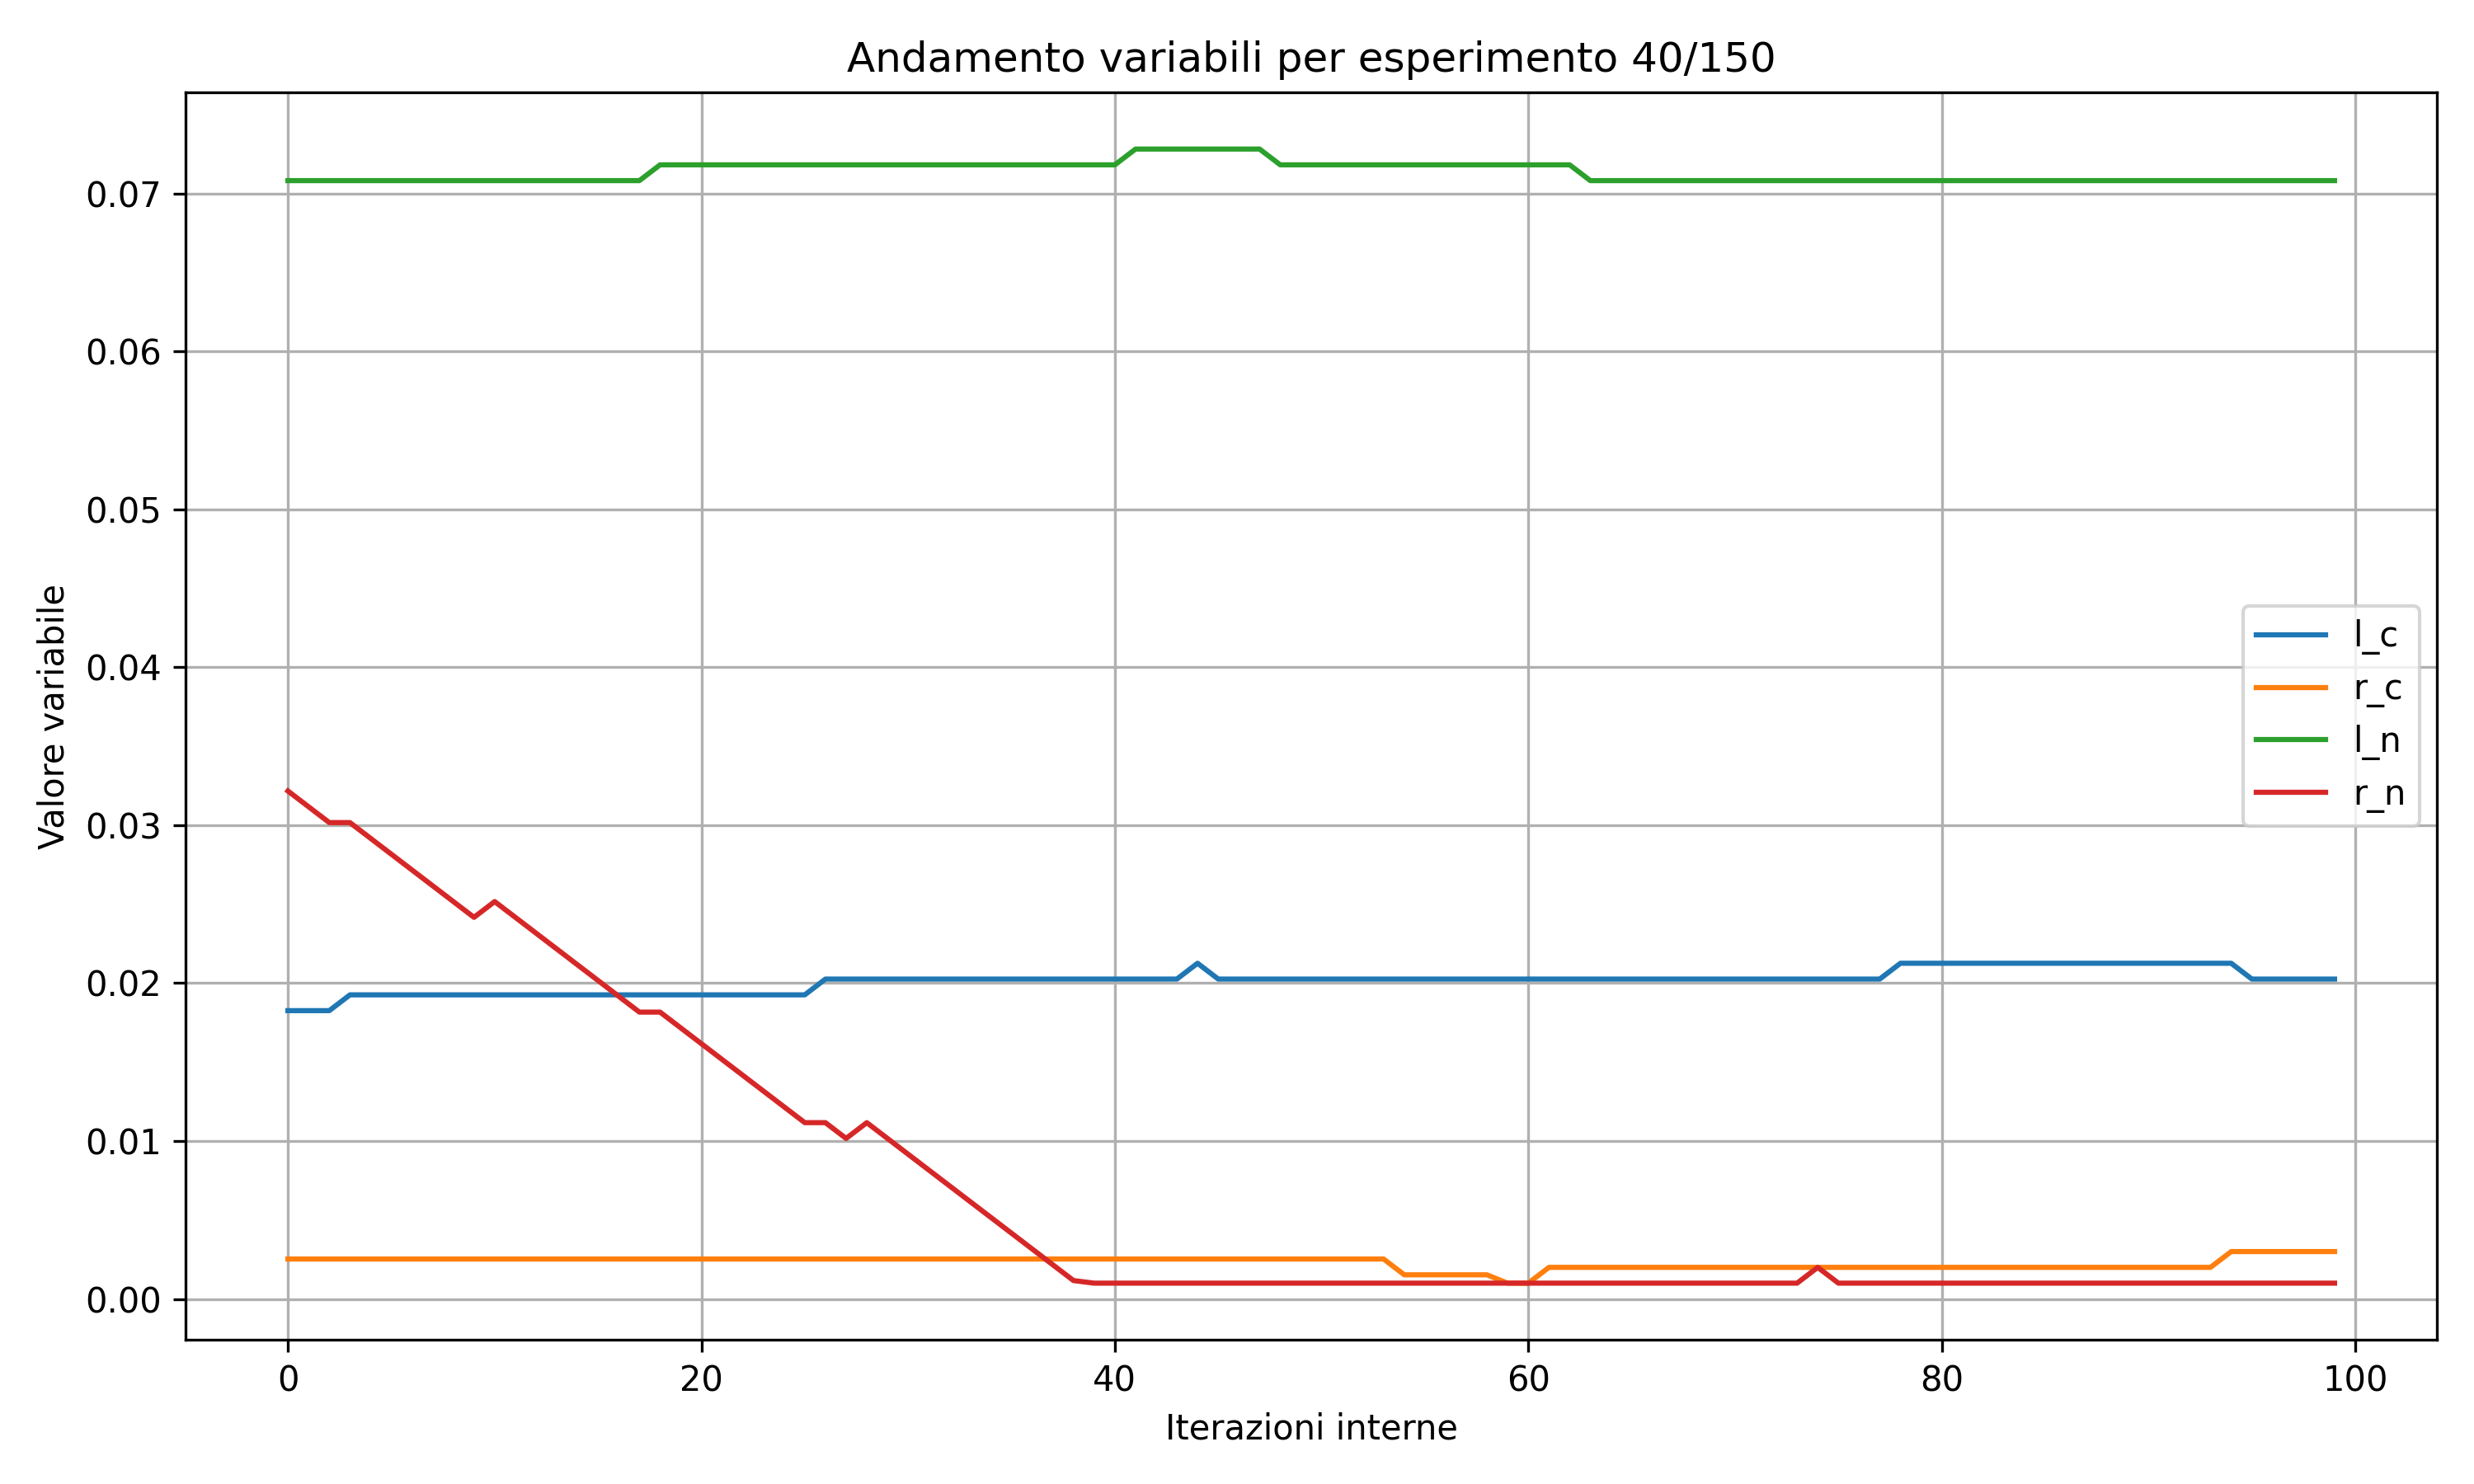 Andamento variabili per esperimento 40/150
Valore variabile
0.07
0.06
0.05
0.04
0.03
0.02
0.01
0.00
l_c
r_c
l_n
r_n
0 20 40 60 80 100
Iterazioni interne